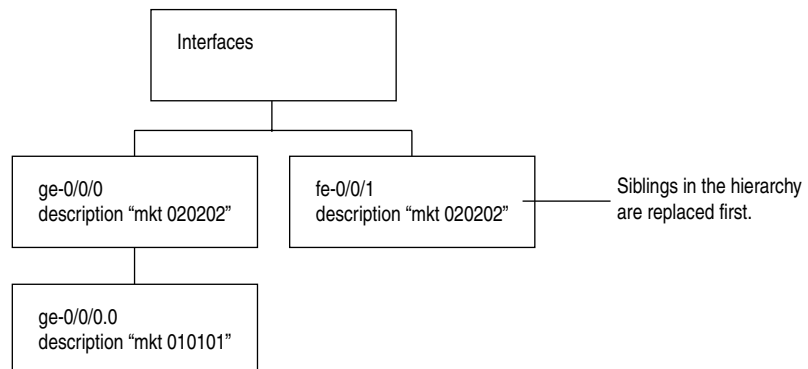 Interfaces
ge-0/0/0
description “mkt 020202”
fe-0/0/1
description “mkt 020202”
Siblings in the hierarchy
are replaced first.
ge-0/0/0.0
description “mkt 010101”